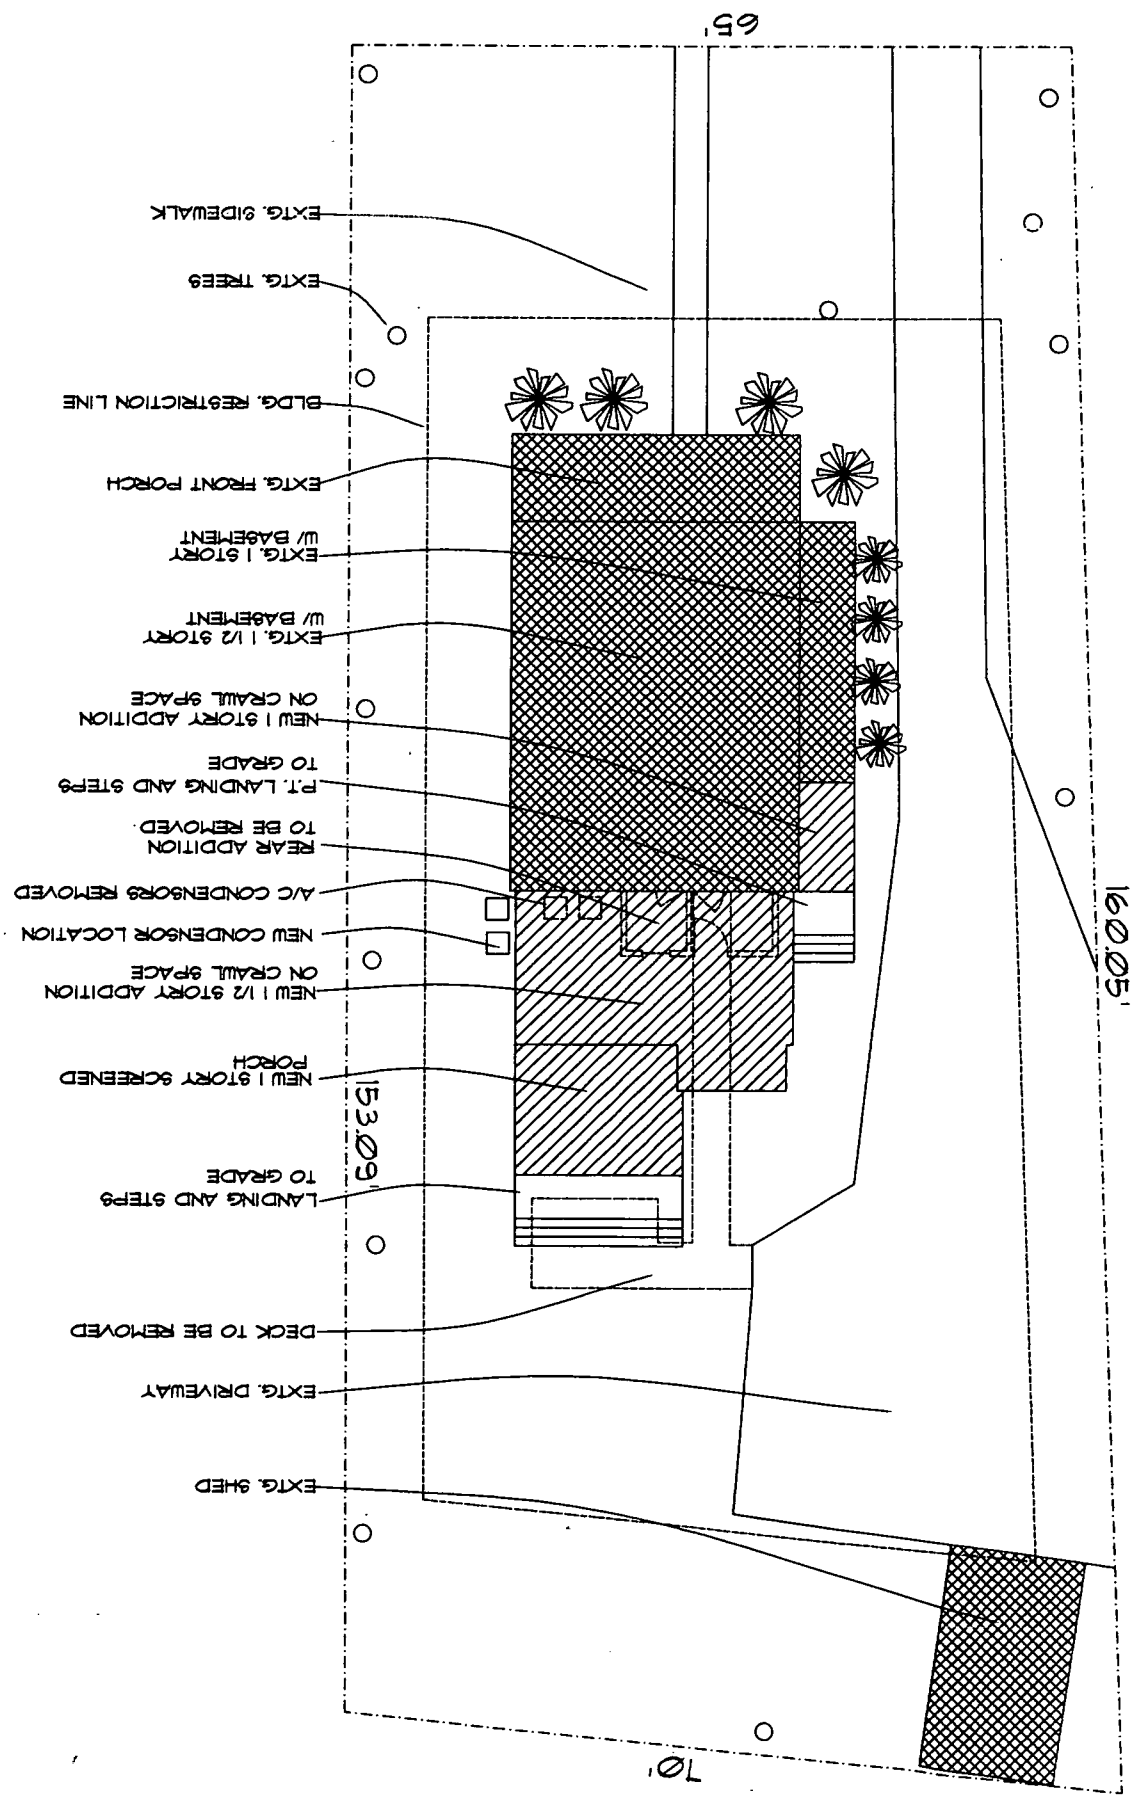 70'
EXTG. SHED
EXTG. DRIVEWAY
DECK TO BE REMOVED
LANDING AND STEPS
TO GRADE
153.09'
NEW 1 STORY SCREENED
PORCH
NEW 1 1/2 STORY ADDITION
ON CRAWL SPACE
160.05'
NEW CONDENSOR LOCATION
A/C CONDENSORS REMOVED
REAR ADDITION
TO BE REMOVED
P.T. LANDING AND STEPS
TO GRADE
NEW 1 STORY ADDITION
ON CRAWL SPACE
EXTG. 1 1/2 STORY
W/ BASEMENT
EXTG. 1 STORY
W/ BASEMENT
EXTG. FRONT PORCH
BLDG. RESTRICTION LINE
EXTG. TREES
EXTG. SIDEWALK
65'